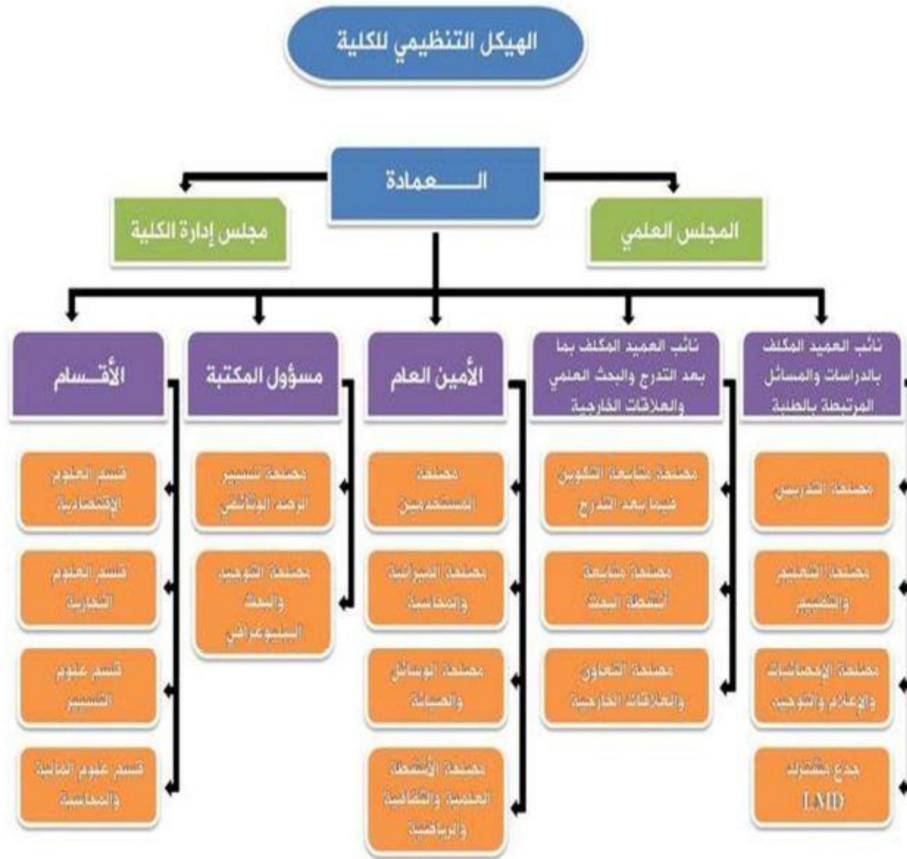 الهيكل التنظيمي للكلية
العمادة
المجلس العلمي
مجلس إدارة الكلية
نائب العميد المكلف
بالدراسات والمسائل
المرتبطة بالطلبة
نائب العميد المكلف بما
بعد التدرج والبحث العلمي
والعلاقات الخارجية
الأمين العام
مسؤول المكتبة
الأقسام
مصلحة التدريس
مصلحة التعليم
والتقييم
مصلحة الإحصائيات
والإعلام والتوجيه
جذع مشترك
LMD
مصلحة متابعة التكوين
فيما بعد التدرج
مصلحة متابعة
أنشطة البحث
مصلحة التعاون
والعلاقات الخارجية
مصلحة
المستخدمين
مصلحة الميزانية
والمحاسبة
مصلحة الوسائل
والصيانة
مصلحة الأنشطة
العلمية والثقافية
والرياضية
مصلحة تسيير
الرصيد الوثائقي
مصلحة التوجيه
والبحث
الببليوغرافي
قسم العلوم
الإقتصادية
قسم العلوم
التجارية
قسم علوم
التسيير
قسم علوم المالية
والمحاسبة